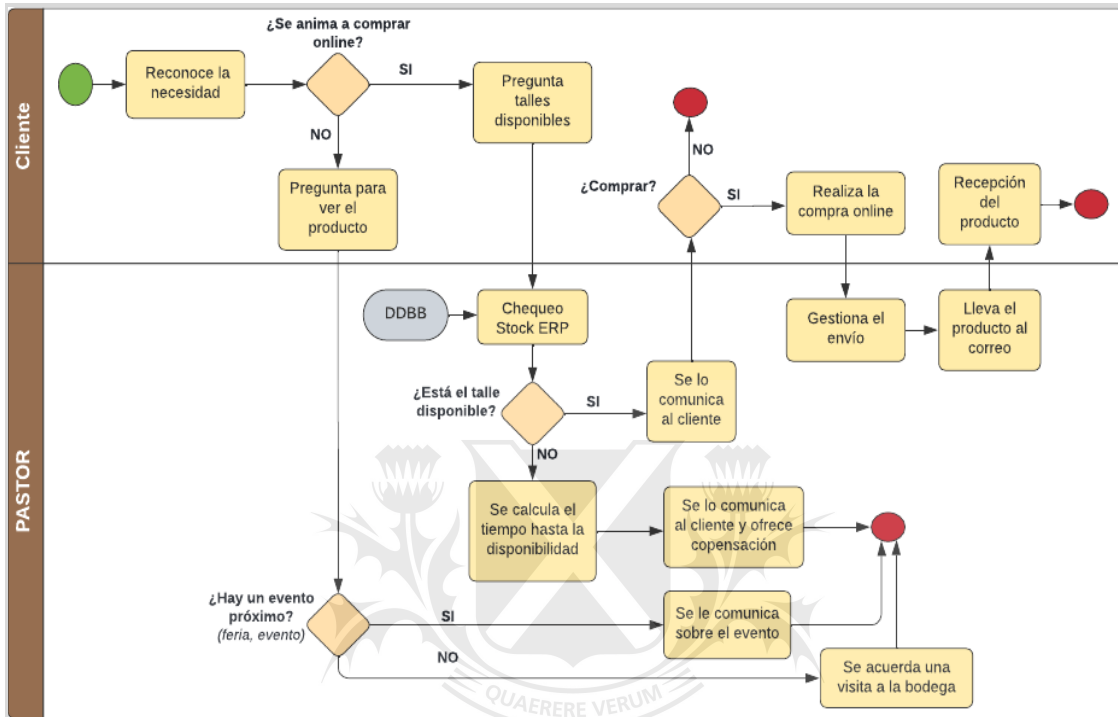 Cliente
¿Se anima a comprar
online?
Reconoce la
necesidad
SI
Pregunta
talles
disponibles
NO
Pregunta para
ver el
producto
NO
¿Comprar?
SI
Realiza la
compra online
Recepción
del
producto
PASTOR
DDBB
Chequeo
Stock ERP
Gestiona el
envío
Lleva el
producto al
correo
¿Está el talle
disponible?
SI
Se lo
comunica
al cliente
NO
Se calcula el
tiempo hasta la
disponibilidad
Se lo comunica
al cliente y ofrece
copensación
¿Hay un evento
próximo?
(feria, evento)
SI
Se le comunica
sobre el evento
NO
Se acuerda una
visita a la bodega
QUAERERE VERUM